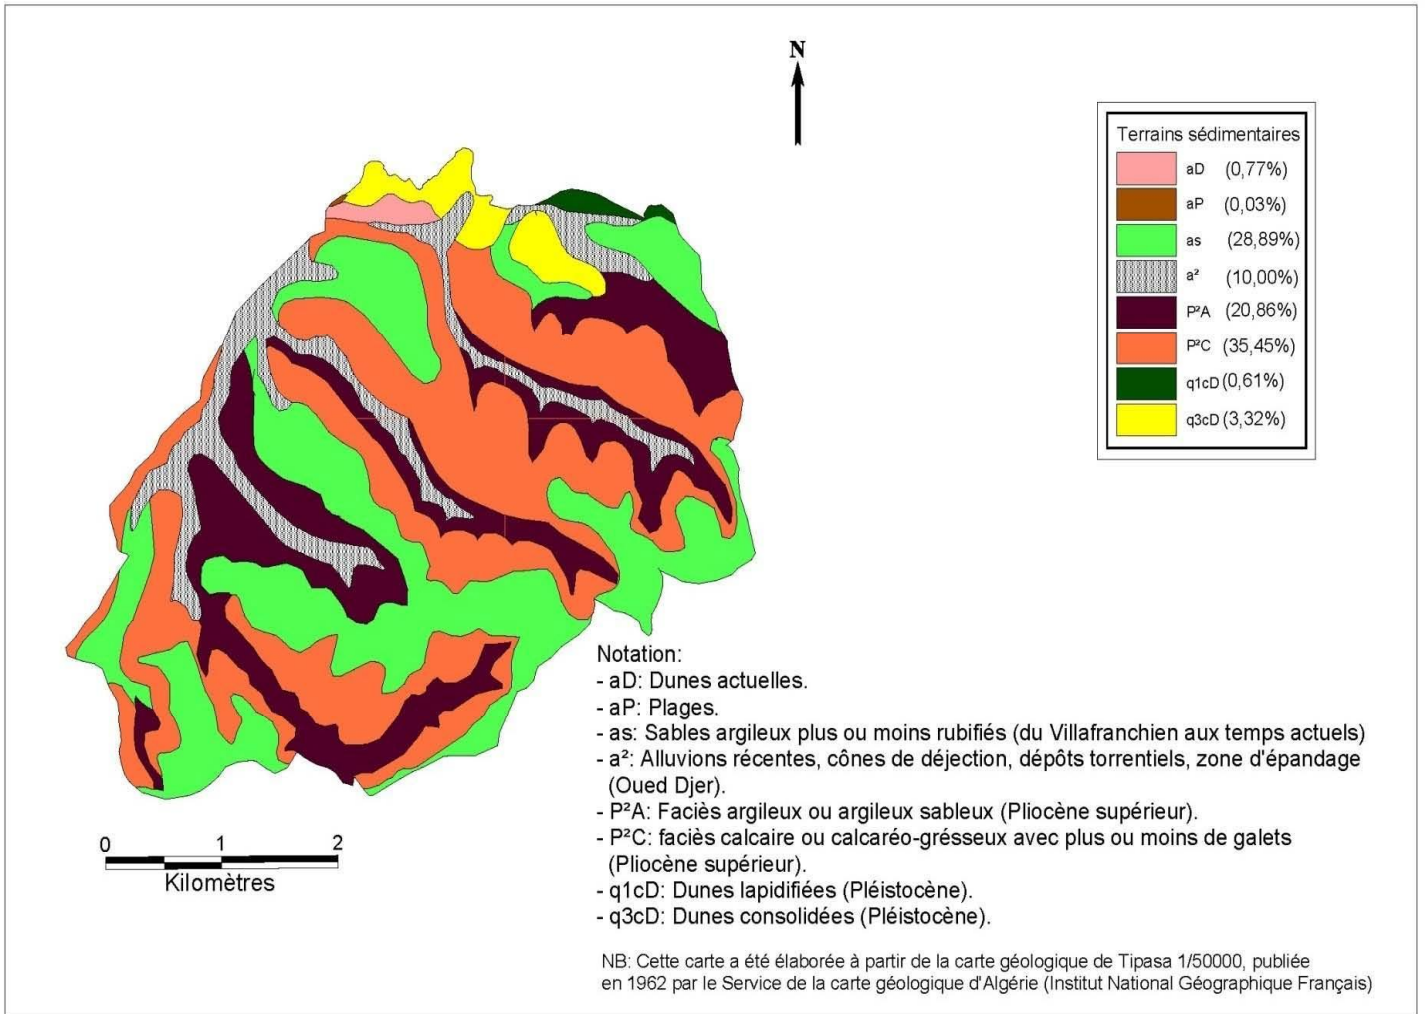 N
Terrains sédimentaires
aD (0,77%)
aP (0,03%)
as (28,89%)
a² (10,00%)
P²A (20,86%)
P²C (35,45%)
q1cD (0,61%)
q3cD (3,32%)
Notation:
- aD: Dunes actuelles.
- aP: Plages.
- as: Sables argileux plus ou moins rubifiés (du Villafranchien aux temps actuels)
- a²: Alluvions récentes, cônes de déjection, dépôts torrentiels, zone d'épandage
(Oued Djer).
- P²A: Faciès argileux ou argileux sableux (Pliocène supérieur).
- P²C: faciès calcaire ou calcaréo-grésseux avec plus ou moins de galets
(Pliocène supérieur).
- q1cD: Dunes lapidifiées (Pléistocène).
- q3cD: Dunes consolidées (Pléistocène).
0 1 2
Kilomètres
NB: Cette carte a été élaborée à partir de la carte géologique de Tipasa 1/50000, publiée
en 1962 par le Service de la carte géologique d'Algérie (Institut National Géographique Français)